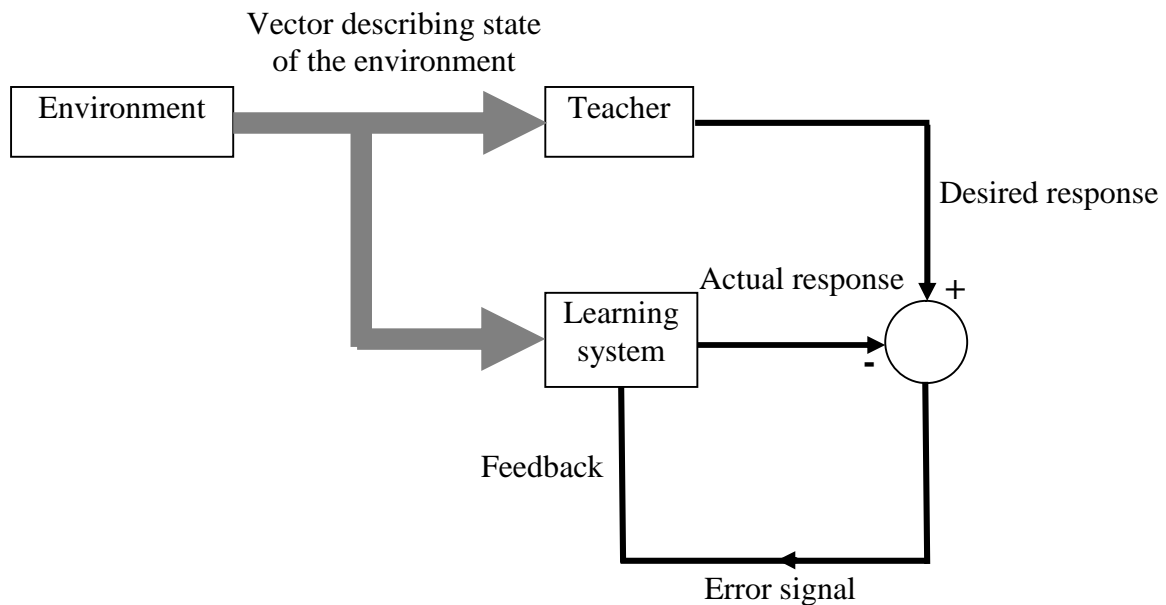 Vector describing state
of the environment
Environment
Teacher
Desired response
Actual response
+
Learning
system
-
Feedback
Error signal